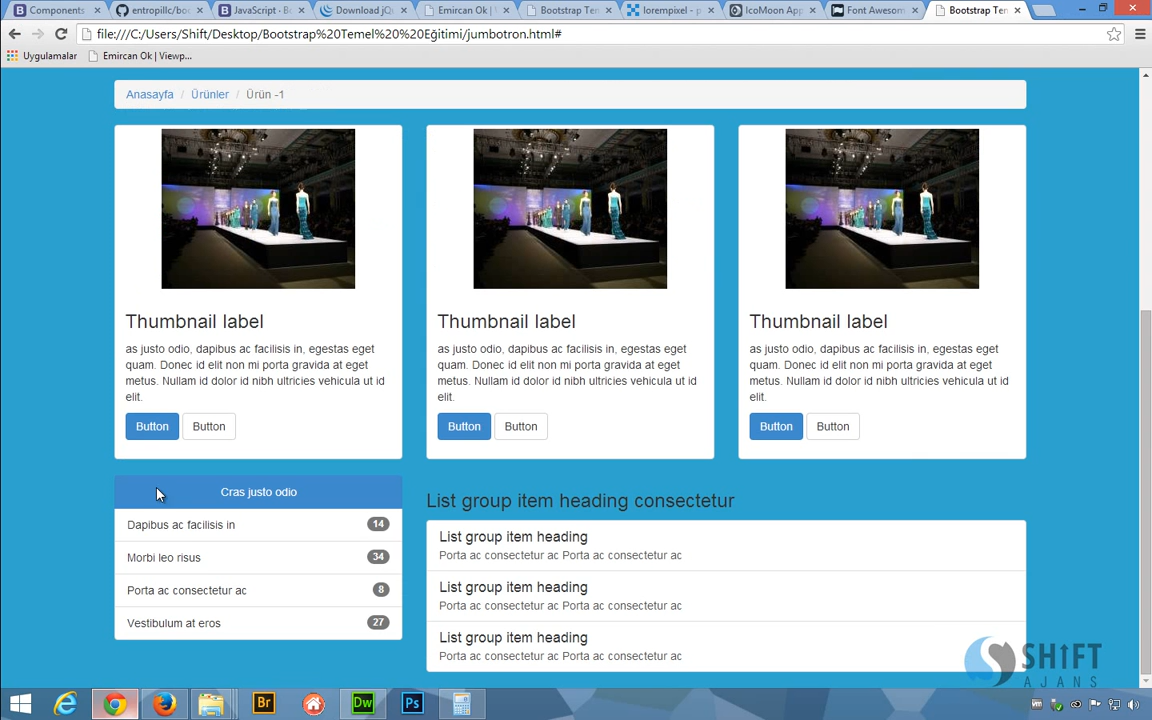 Components
entropillc/boo
JavaScript · Bo
Download jQ
Emircan Ok | V
Bootstrap Tem
lorempixel - p
IcoMoon App
Font Awesom
Bootstrap Tem
file:///C:/Users/Shift/Desktop/Bootstrap%20Temel%20%20Eğitimi/jumbotron.html#
Uygulamalar
Emircan Ok | Viewp...
Anasayfa / Ürünler / Ürün -1
Thumbnail label
as justo odio, dapibus ac facilisis in, egestas eget
quam. Donec id elit non mi porta gravida at eget
metus. Nullam id dolor id nibh ultricies vehicula ut id
elit.
Button Button
Thumbnail label
as justo odio, dapibus ac facilisis in, egestas eget
quam. Donec id elit non mi porta gravida at eget
metus. Nullam id dolor id nibh ultricies vehicula ut id
elit.
Button Button
Thumbnail label
as justo odio, dapibus ac facilisis in, egestas eget
quam. Donec id elit non mi porta gravida at eget
metus. Nullam id dolor id nibh ultricies vehicula ut id
elit.
Button Button
Cras justo odio
Dapibus ac facilisis in 14
Morbi leo risus 34
Porta ac consectetur ac 8
Vestibulum at eros 27
List group item heading consectetur
List group item heading
Porta ac consectetur ac Porta ac consectetur ac
List group item heading
Porta ac consectetur ac Porta ac consectetur ac
List group item heading
Porta ac consectetur ac Porta ac consectetur ac
SHIFT
AJANS
Br
Dw
Ps